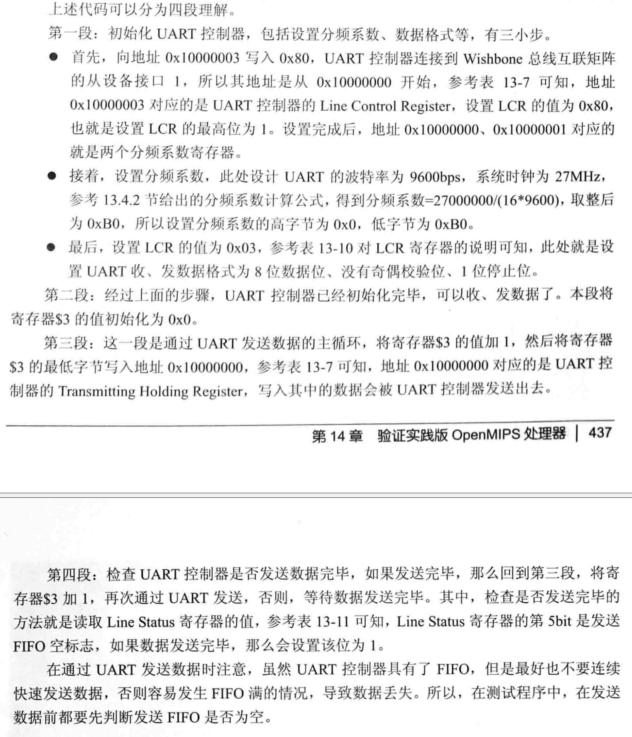 上述代码可以分为四段理解。
第一段：初始化 UART 控制器，包括设置分频系数、数据格式等，有三小步。
● 首先，向地址 0x10000003 写入 0x80，UART 控制器连接到 Wishbone 总线互联矩阵
的从设备接口 1，所以其地址是从 0x10000000 开始，参考表 13-7 可知，地址
0x10000003 对应的是 UART 控制器的 Line Control Register，设置 LCR 的值为 0x80，
也就是设置 LCR 的最高位为 1。设置完成后，地址 0x10000000、0x10000001 对应的
就是两个分频系数寄存器。
● 接着，设置分频系数，此处设计 UART 的波特率为 9600bps，系统时钟为 27MHz，
参考 13.4.2 节给出的分频系数计算公式，得到分频系数=27000000/(16*9600)，取整后
为 0xB0，所以设置分频系数的高字节为 0x0，低字节为 0xB0。
● 最后，设置 LCR 的值为 0x03，参考表 13-10 对 LCR 寄存器的说明可知，此处就是设
置 UART 收、发数据格式为 8 位数据位、没有奇偶校验位、1 位停止位。
第二段：经过上面的步骤，UART 控制器已经初始化完毕，可以收、发数据了。本段将
寄存器$3 的值初始化为 0x0。
第三段：这一段是通过 UART 发送数据的主循环，将寄存器$3 的值加 1，然后将寄存器
$3 的最低字节写入地址 0x10000000，参考表 13-7 可知，地址 0x10000000 对应的是 UART 控
制器的 Transmitting Holding Register，写入其中的数据会被 UART 控制器发送出去。
第 14 章 验证实践版 OpenMIPS 处理器 | 437
第四段：检查 UART 控制器是否发送数据完毕，如果发送完毕，那么回到第三段，将寄
存器$3 加 1，再次通过 UART 发送，否则，等待数据发送完毕。其中，检查是否发送完毕的
方法就是读取 Line Status 寄存器的值，参考表 13-11 可知，Line Status 寄存器的第 5bit 是发送
FIFO 空标志，如果数据发送完毕，那么会设置该位为 1。
在通过 UART 发送数据时注意，虽然 UART 控制器具有了 FIFO，但是最好也不要连续
快速发送数据，否则容易发生 FIFO 满的情况，导致数据丢失。所以，在测试程序中，在发送
数据前都要先判断发送 FIFO 是否为空。